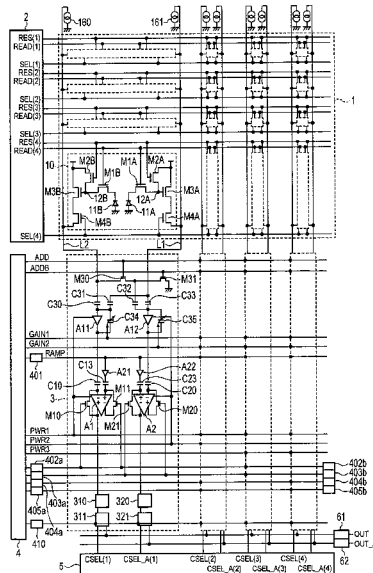 2
160
161
RES(1)
READ(1)
SEL(1)
RES(2)
READ(2)
SEL(2)
RES(3)
READ(3)
SEL(3)
RES(4)
READ(4)
1
10
M2B
M1B
M1A
M2A
M3B
M3A
12B
12A
11B
11A
M4B
M4A
SEL(4)
L2
L1
ADD
M30
M31
ADDB
C31
C32
C33
C30
C34
C35
A11
A12
GAIN1
GAIN2
RAMP
401
C13
A21
A22
C23
C10
M11
C20
3
M10
M21
M20
A1
A2
PWR1
PWR2
PWR3
402a
402b
403b
404b
405b
403a
405a
404a
310
320
311
321
410
4
61
OUT
OUT_
62
5
CSEL(1)
CSEL_A(1)
CSEL(2)
CSEL_A(2)
CSEL(3)
CSEL_A(3)
CSEL(4)
CSEL_A(4)